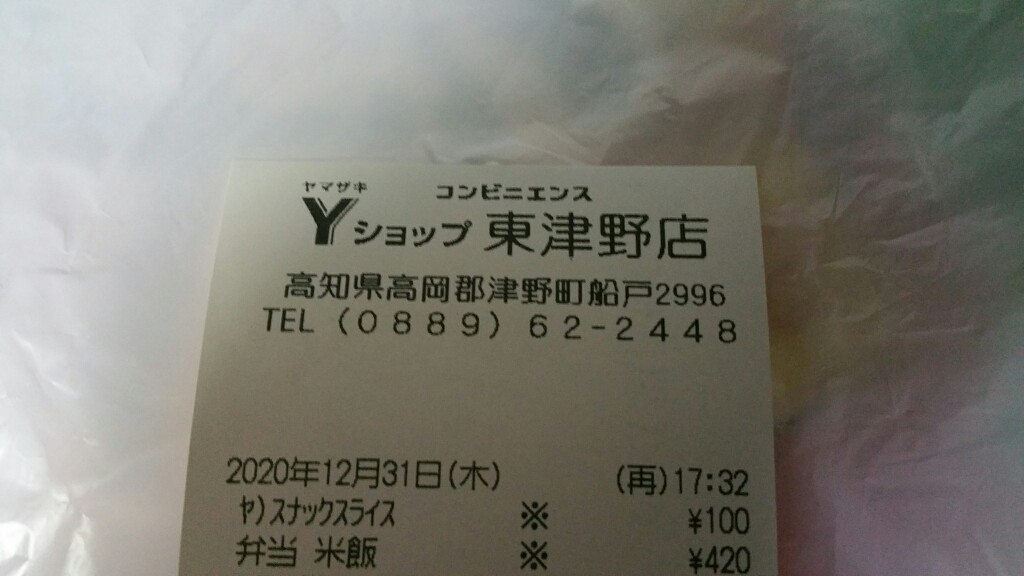 ヤマザキ コンビニエンス
Yショップ 東津野店
高知県高岡郡津野町船戸2996
TEL (0889) 62-2448
2020年12月31日(木) (再)17:32
ヤ)スナックスライス ※ ¥100
弁当 米飯 ※ ¥420